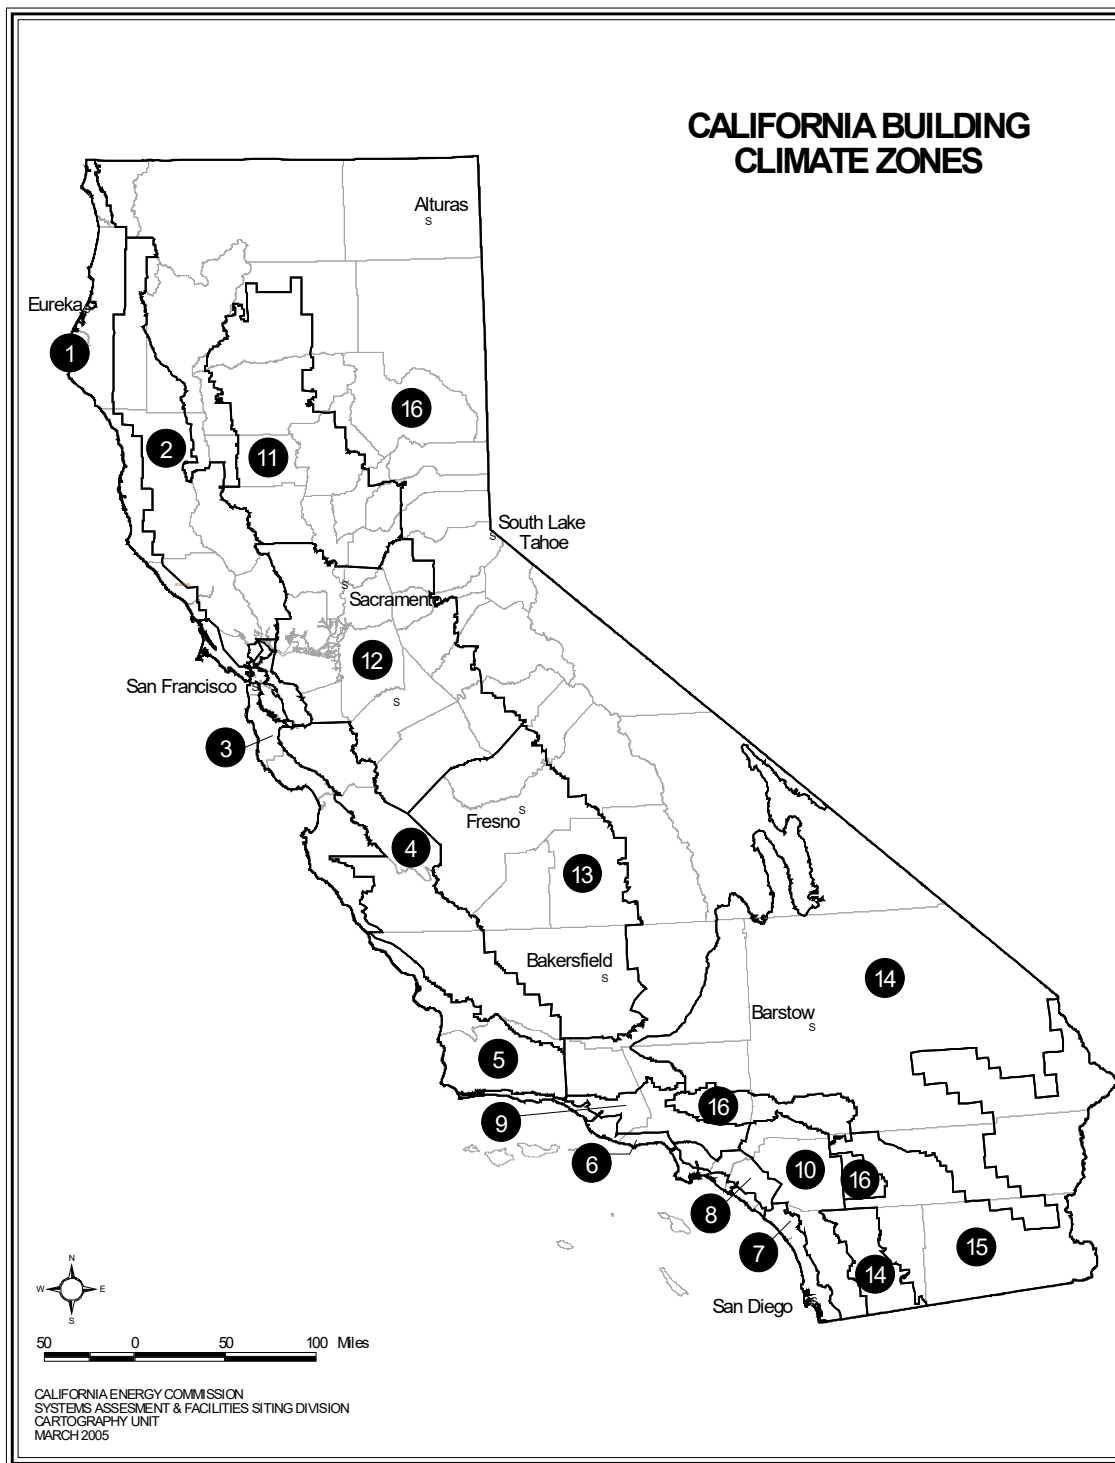 CALIFORNIA BUILDING
CLIMATE ZONES
Alturas
S
Eureka
S
1
16
2
11
South Lake
Tahoe
S
S
Sacramento
12
San Francisco
S
S
3
Fresno
S
4
13
Bakersfield
S
14
Barstow
S
5
16
9
6
10
16
8
7
15
14
San Diego
S
N
W
E
S
50
0
50
100 Miles
CALIFORNIA ENERGY COMMISSION
SYSTEMS ASSESMENT & FACILITIES SITING DIVISION
CARTOGRAPHY UNIT
MARCH 2005